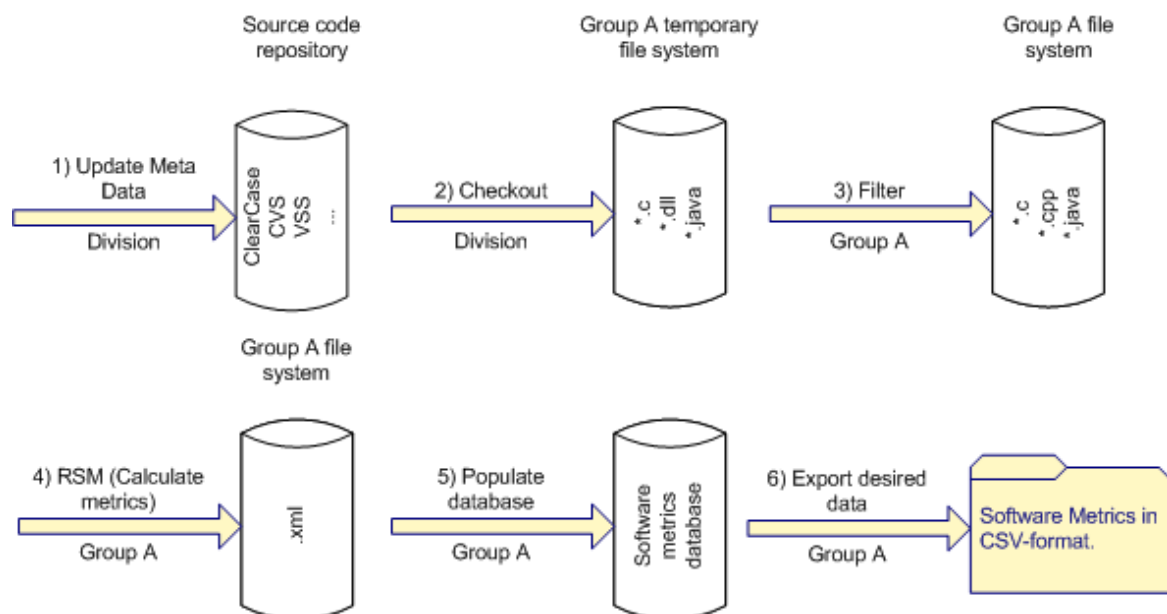 Source code
repository
Group A temporary
file system
Group A file
system
1) Update Meta
Data
Division
ClearCase
CVS
VSS
...
2) Checkout
Division
*.c
*.dll
*.java
3) Filter
Group A
*.c
*.cpp
*.java
Group A file
system
4) RSM (Calculate
metrics)
Group A
.xml
5) Populate
database
Group A
Software
metrics
database
6) Export desired
data
Group A
Software Metrics in
CSV-format.